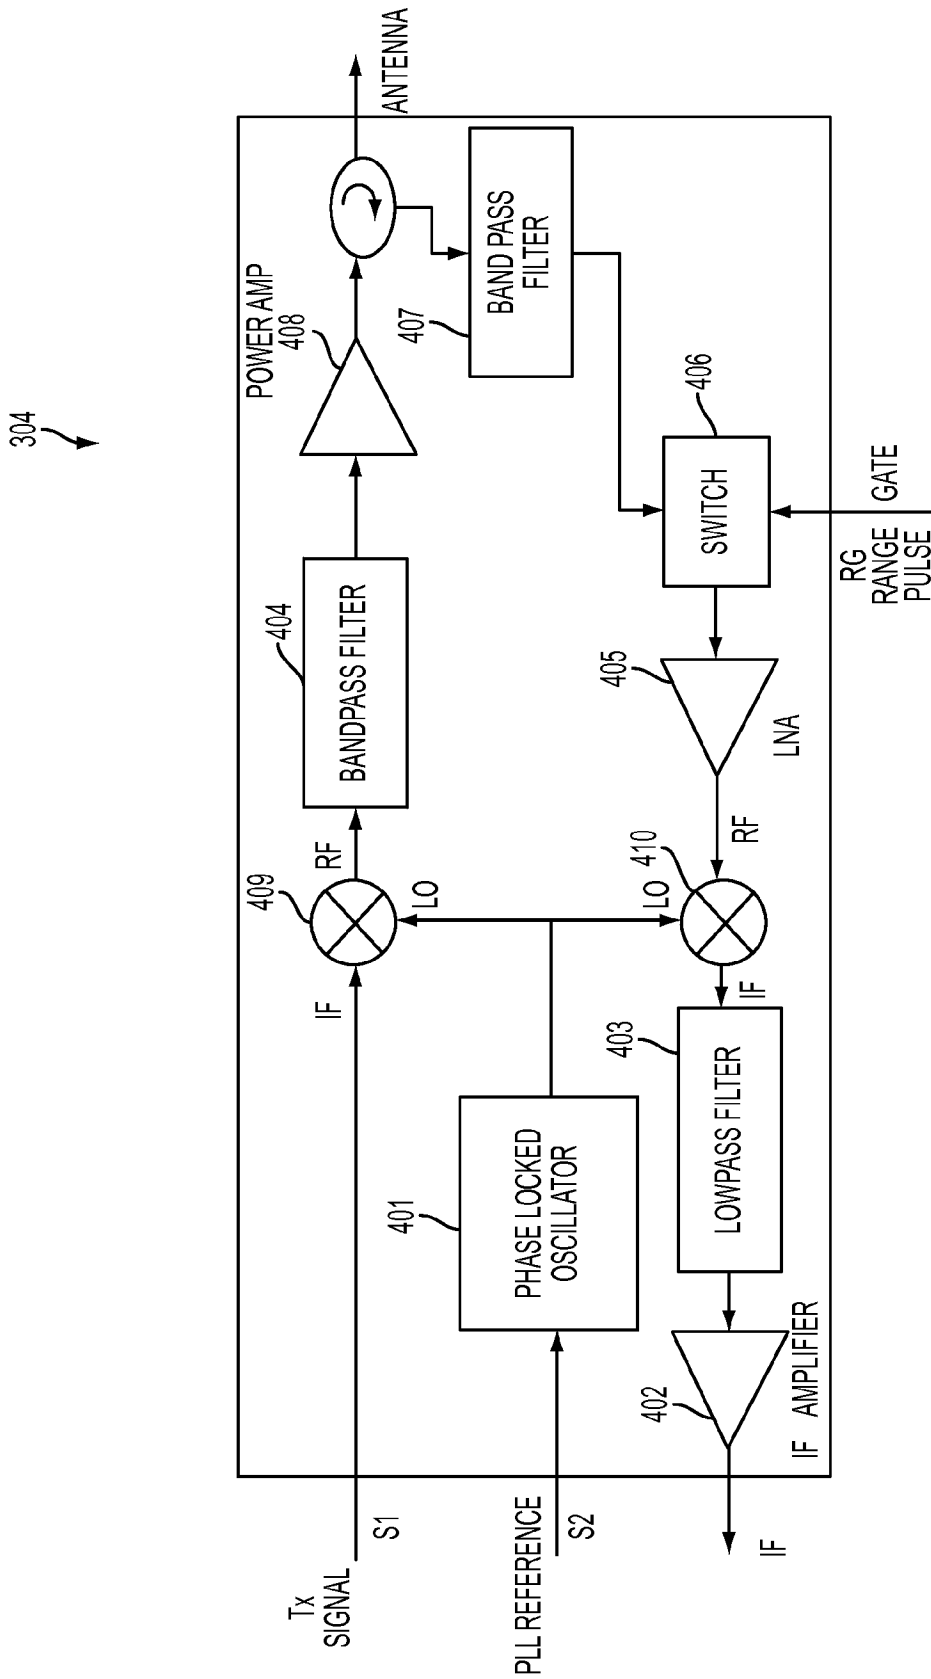 304
Tx
SIGNAL
S1
IF
409
RF
404
BANDPASS FILTER
POWER AMP
408
ANTENNA
PLL REFERENCE
S2
401
PHASE LOCKED
OSCILLATOR
LO
LO
407
BAND PASS
FILTER
IF
402
IF AMPLIFIER
403
LOWPASS FILTER
IF
410
RF
405
LNA
SWITCH
406
RG
RANGE GATE
PULSE